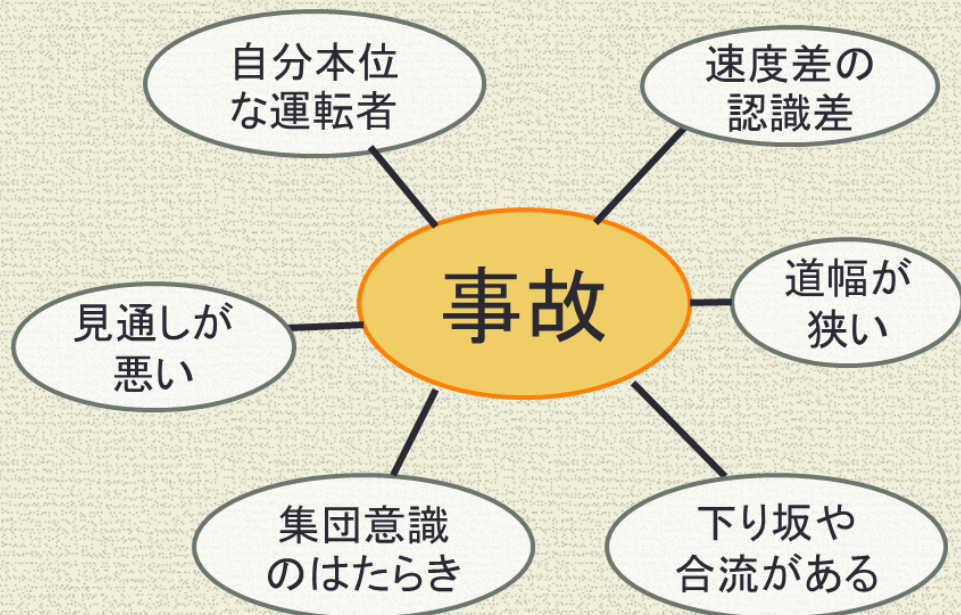 自分本位
な運転者
速度差の
認識差
事故
道幅が
狭い
見通しが
悪い
集団意識
のはたらき
下り坂や
合流がある